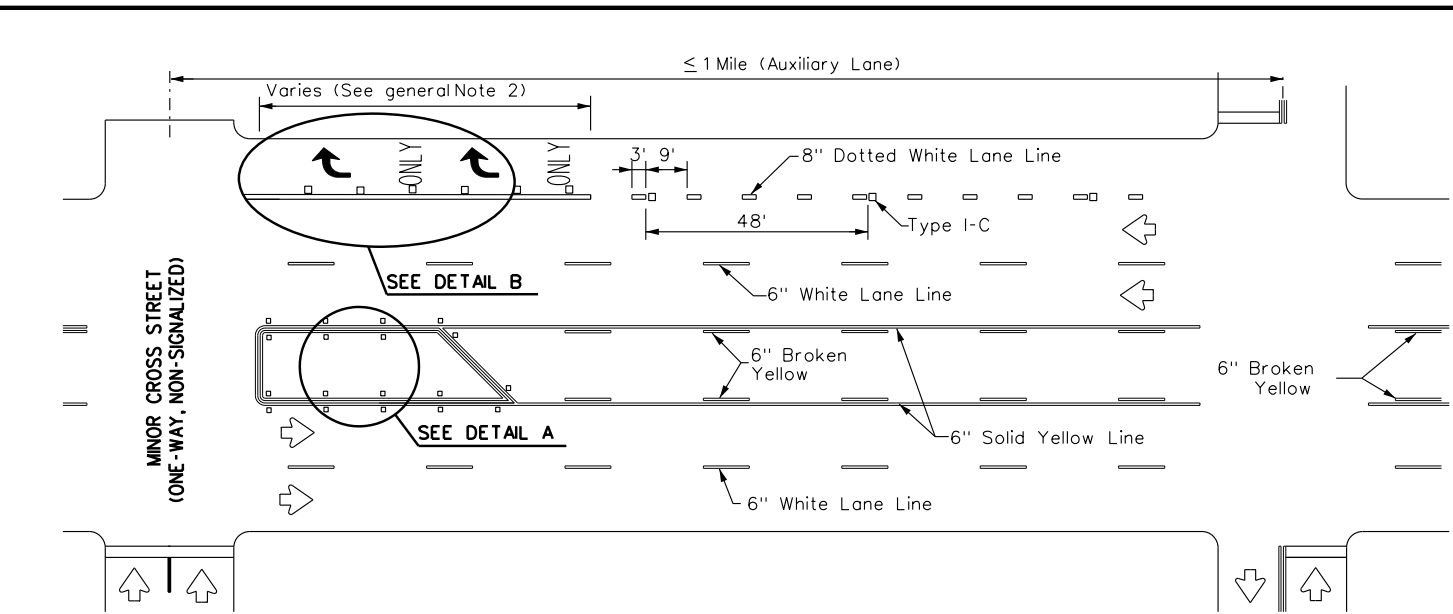 ≤ 1 Mile (Auxiliary Lane)
Varies (See general Note 2)
ONLY
ONLY
3' 9'
8" Dotted White Lane Line
48'
Type I-C
SEE DETAIL B
6" White Lane Line
MINOR CROSS STREET
(ONE-WAY, NON-SIGNALIZED)
6" Broken
Yellow
6" Broken
Yellow
SEE DETAIL A
6" Solid Yellow Line
6" White Lane Line